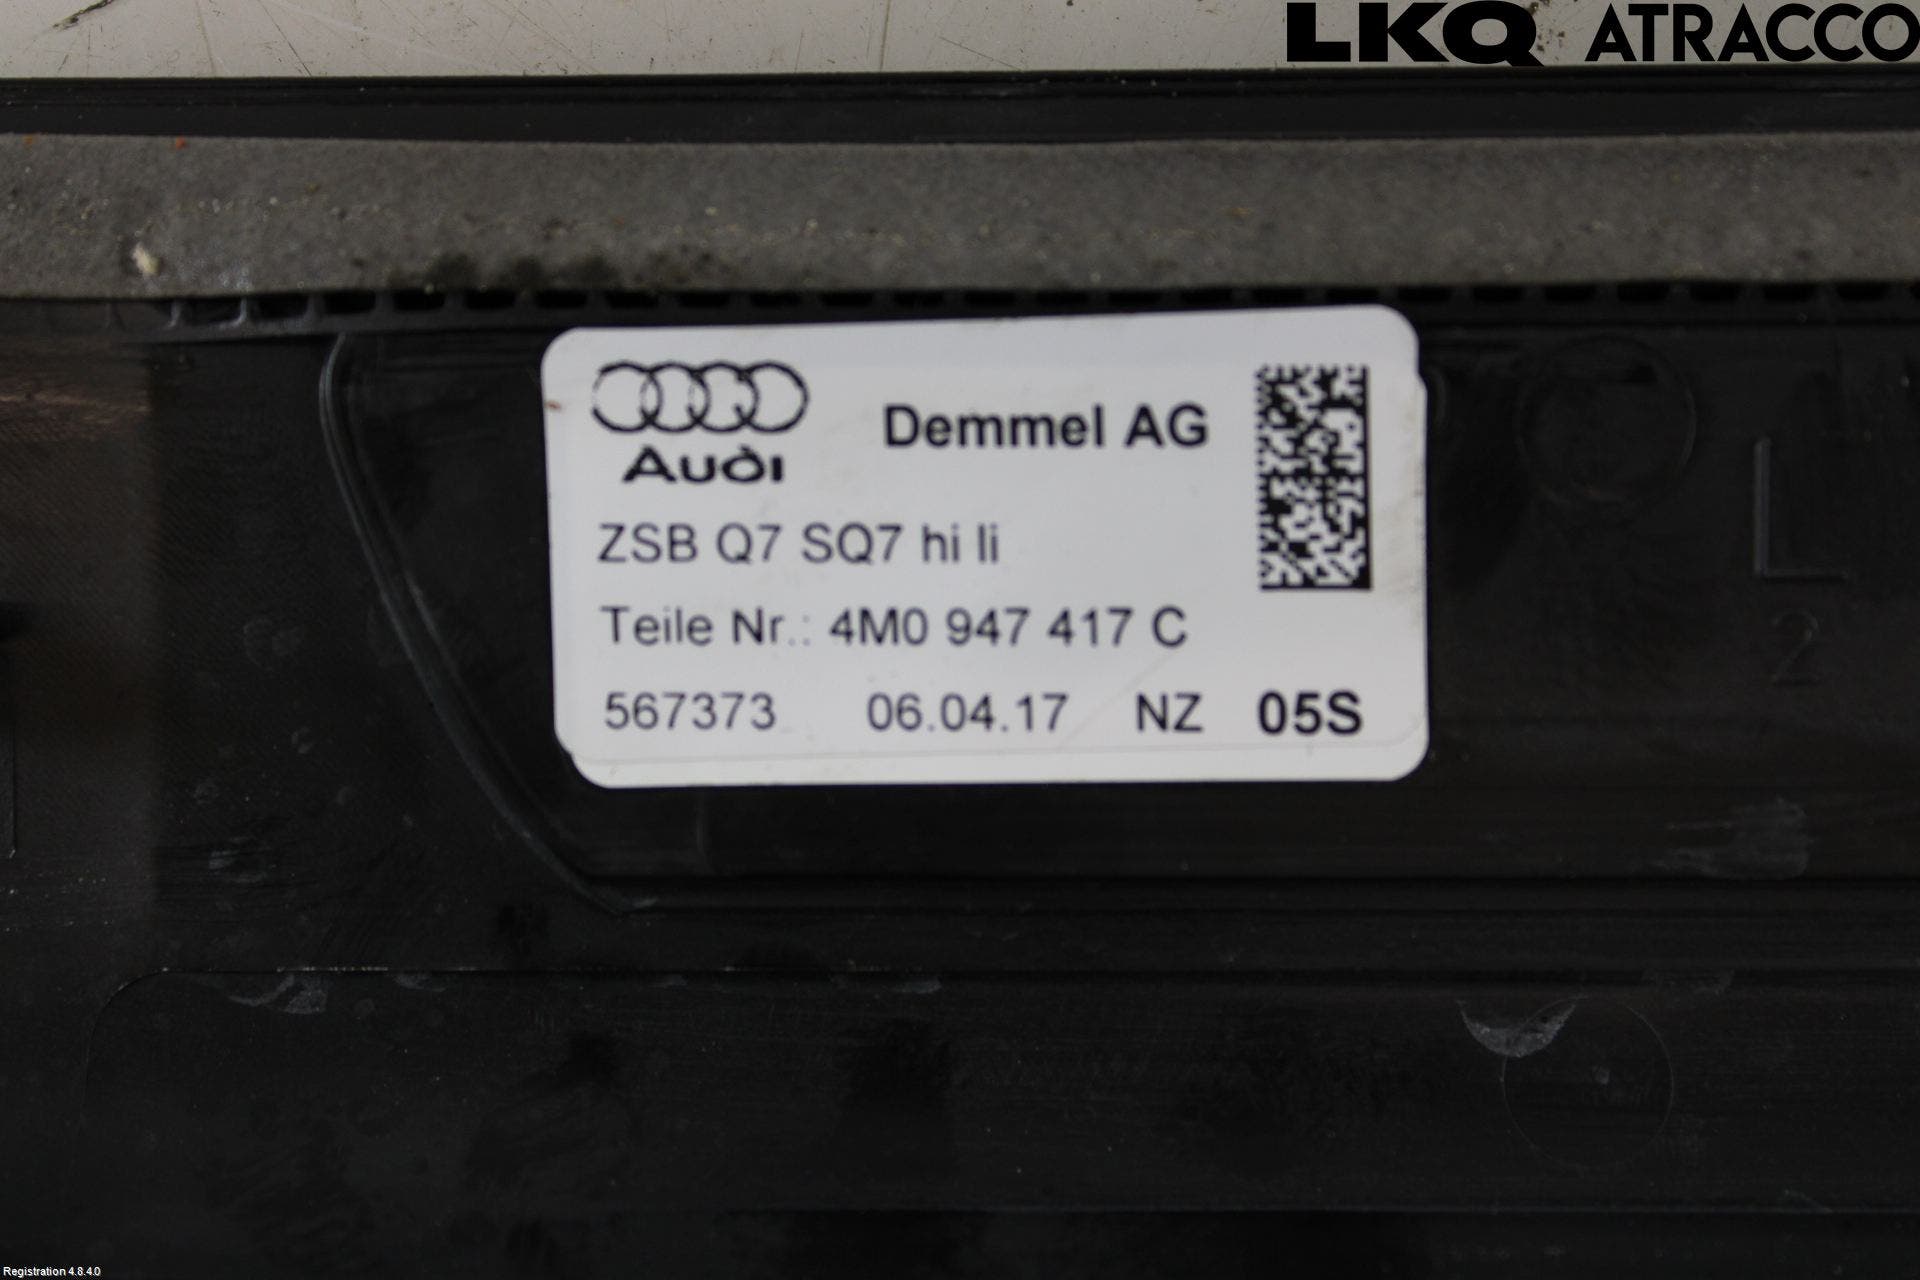 LKQ ATRACCO
Audi
Demmel AG
ZSB Q7 SQ7 hi li
Teile Nr.: 4M0 947 417 C
567373 06.04.17 NZ 05S
L
2
Registration 4.8.4.0